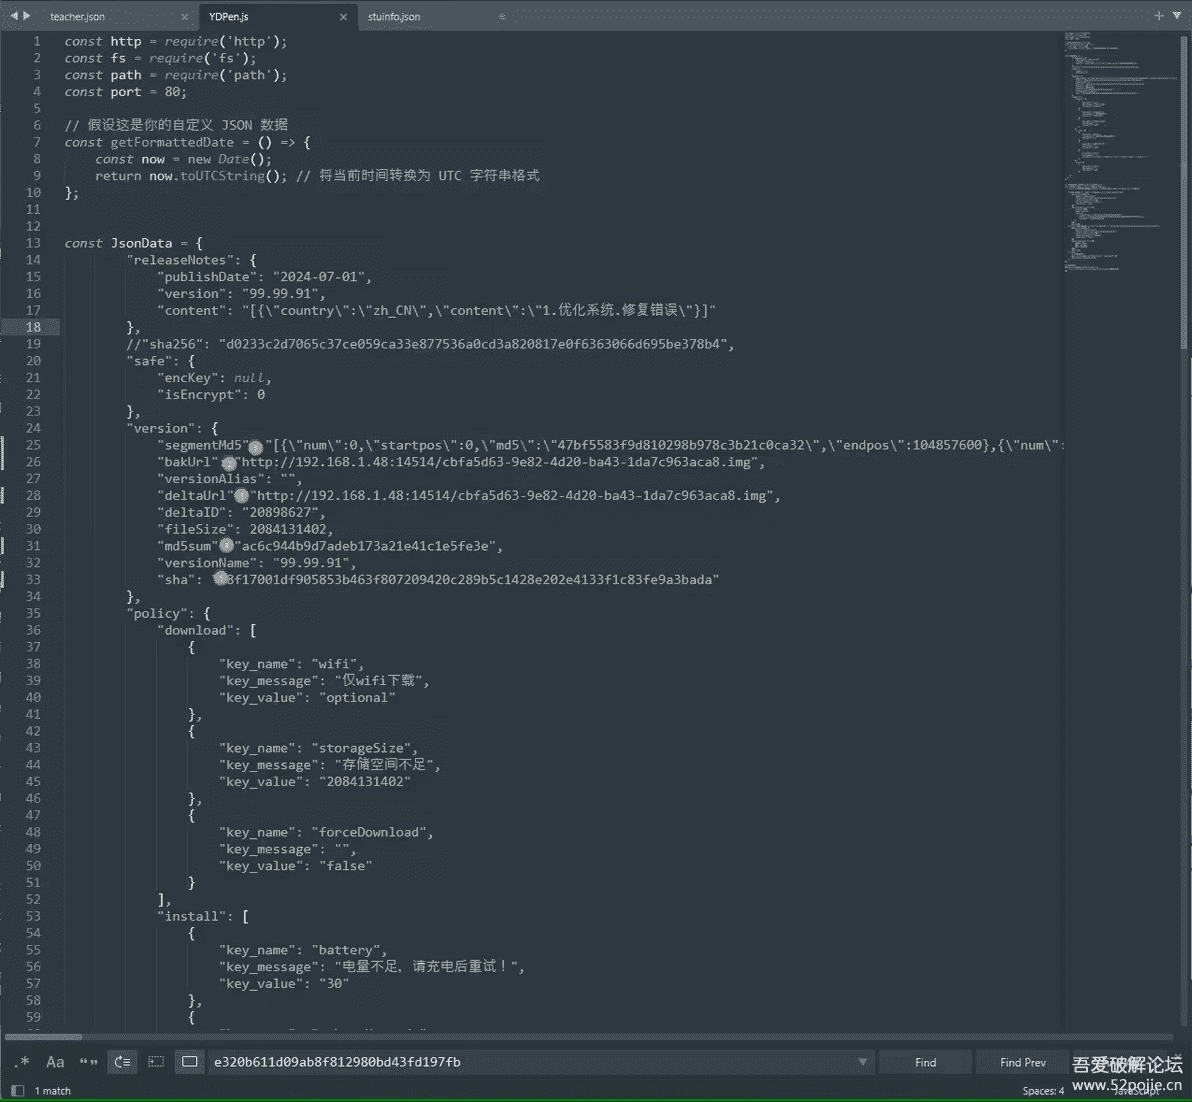 teacher.json
YDPen.js
stuinfo.json
1 const http = require('http');
2 const fs = require('fs');
3 const path = require('path');
4 const port = 80;
5
6 // 假设这是你的自定义 JSON 数据
7 const getFormattedDate = () => {
8 const now = new Date();
9 return now.toUTCString(); // 将当前时间转换为 UTC 字符串格式
10 };
11
12
13 const JsonData = {
14 "releaseNotes": {
15 "publishDate": "2024-07-01",
16 "version": "99.99.91",
17 "content": "[{\"country\":\"zh_CN\",\"content\":\"1.优化系统.修复错误\"}]"
18 },
19 //"sha256": "d0233c2d7065c37ce059ca33e877536a0cd3a820817e0f6363066d695be378b4",
20 "safe": {
21 "encKey": null,
22 "isEncrypt": 0
23 },
24 "version": {
25 "segmentMd5" "[{\"num\":0,\"startpos\":0,\"md5\":\"47bf5583f9d810298b978c3b21c0ca32\",\"endpos\":104857600},{\"num\":
26 "bakUrl": "http://192.168.1.48:14514/cbfa5d63-9e82-4d20-ba43-1da7c963aca8.img",
27 "versionAlias": "",
28 "deltaUrl" "http://192.168.1.48:14514/cbfa5d63-9e82-4d20-ba43-1da7c963aca8.img",
29 "deltaID": "20898627",
30 "fileSize": 2084131402,
31 "md5sum" "ac6c944b9d7adeb173a21e41c1e5fe3e",
32 "versionName": "99.99.91",
33 "sha": 8f17001df905853b463f807209420c289b5c1428e202e4133f1c83fe9a3bada"
34 },
35 "policy": {
36 "download": [
37 {
38 "key_name": "wifi",
39 "key_message": "仅wifi下载",
40 "key_value": "optional"
41 },
42 {
43 "key_name": "storageSize",
44 "key_message": "存储空间不足",
45 "key_value": "2084131402"
46 },
47 {
48 "key_name": "forceDownload",
49 "key_message": "",
50 "key_value": "false"
51 }
52 ],
53 "install": [
54 {
55 "key_name": "battery",
56 "key_message": "电量不足，请充电后重试！",
57 "key_value": "30"
58 },
59 {
.* Aa “” e320b611d09ab8f812980bd43fd197fb Find Find Prev
吾爱破解论坛
1 match Spaces: 4 JavaScript
www.52pojie.cn